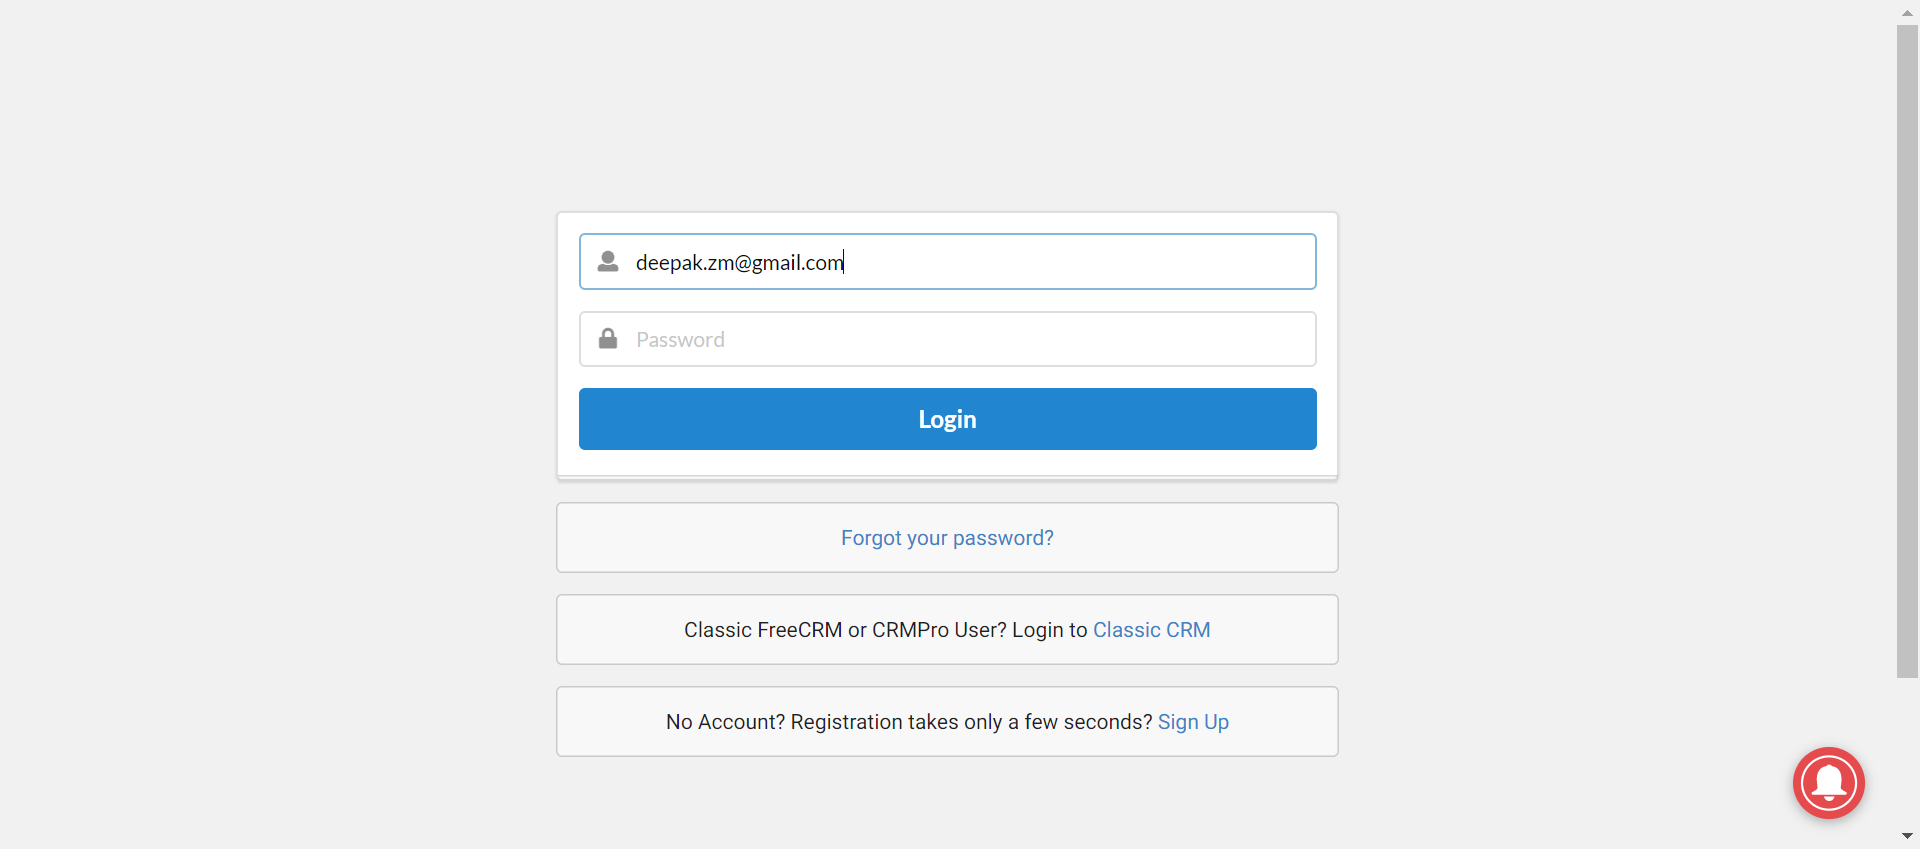 deepak.zm@gmail.com
Password
Login
Forgot your password?
Classic FreeCRM or CRMPro User? Login to Classic CRM
No Account? Registration takes only a few seconds? Sign Up